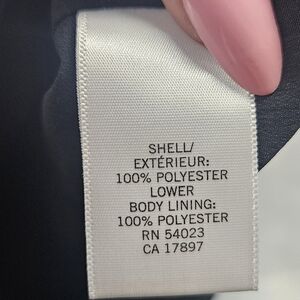 SHELL/
EXTÉRIEUR:
100% POLYESTER
LOWER
BODY LINING:
100% POLYESTER
RN 54023
CA 17897